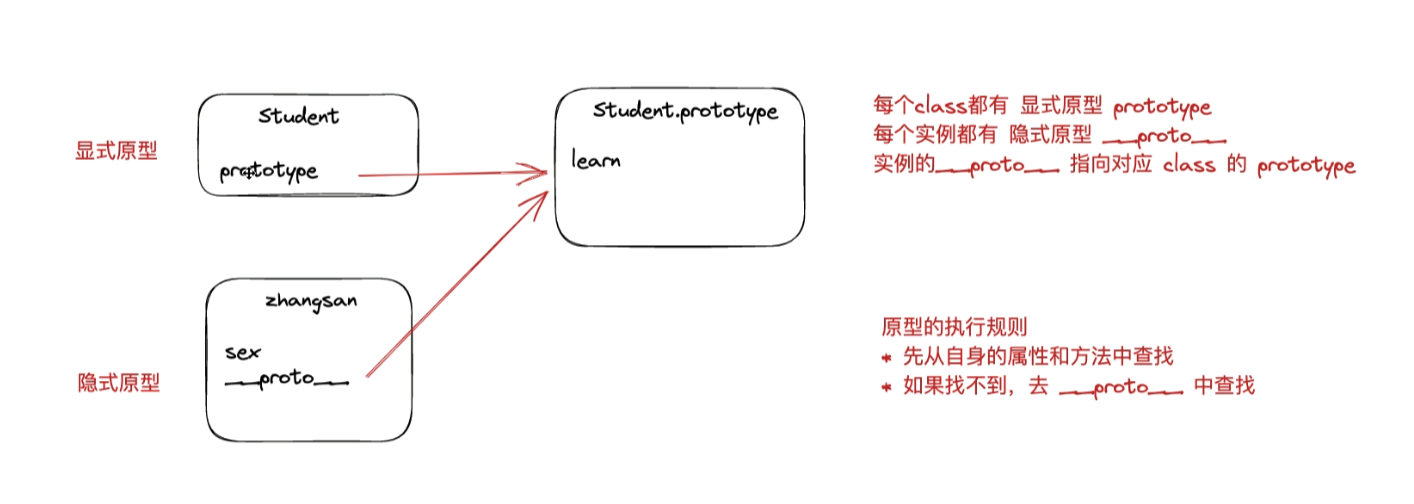 Student
显式原型
prototype
Student.prototype
learn
每个class都有 显式原型 prototype
每个实例都有 隐式原型 __proto__
实例的__proto__ 指向对应 class 的 prototype
zhangsan
sex
隐式原型
__proto__
原型的执行规则
* 先从自身的属性和方法中查找
* 如果找不到，去 __proto__ 中查找